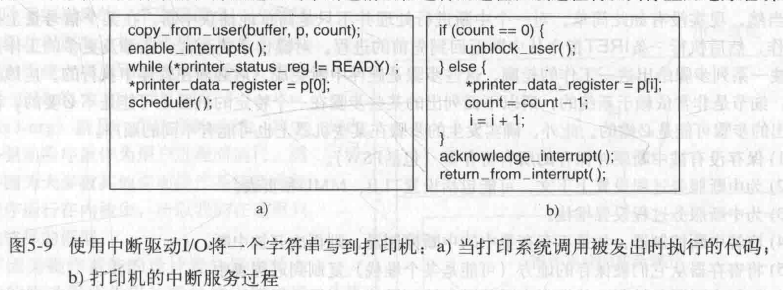 copy_from_user(buffer, p, count);
enable_interrupts( );
while (*printer_status_reg != READY) ;
*printer_data_register = p[0];
scheduler( );
a)
if (count == 0) {
unblock_user( );
} else {
*printer_data_register = p[i];
count = count – 1;
i = i + 1;
}
acknowledge_interrupt( );
return_from_interrupt( );
b)
图5-9 使用中断驱动I/O将一个字符串写到打印机：a) 当打印系统调用被发出时执行的代码；
b) 打印机的中断服务过程